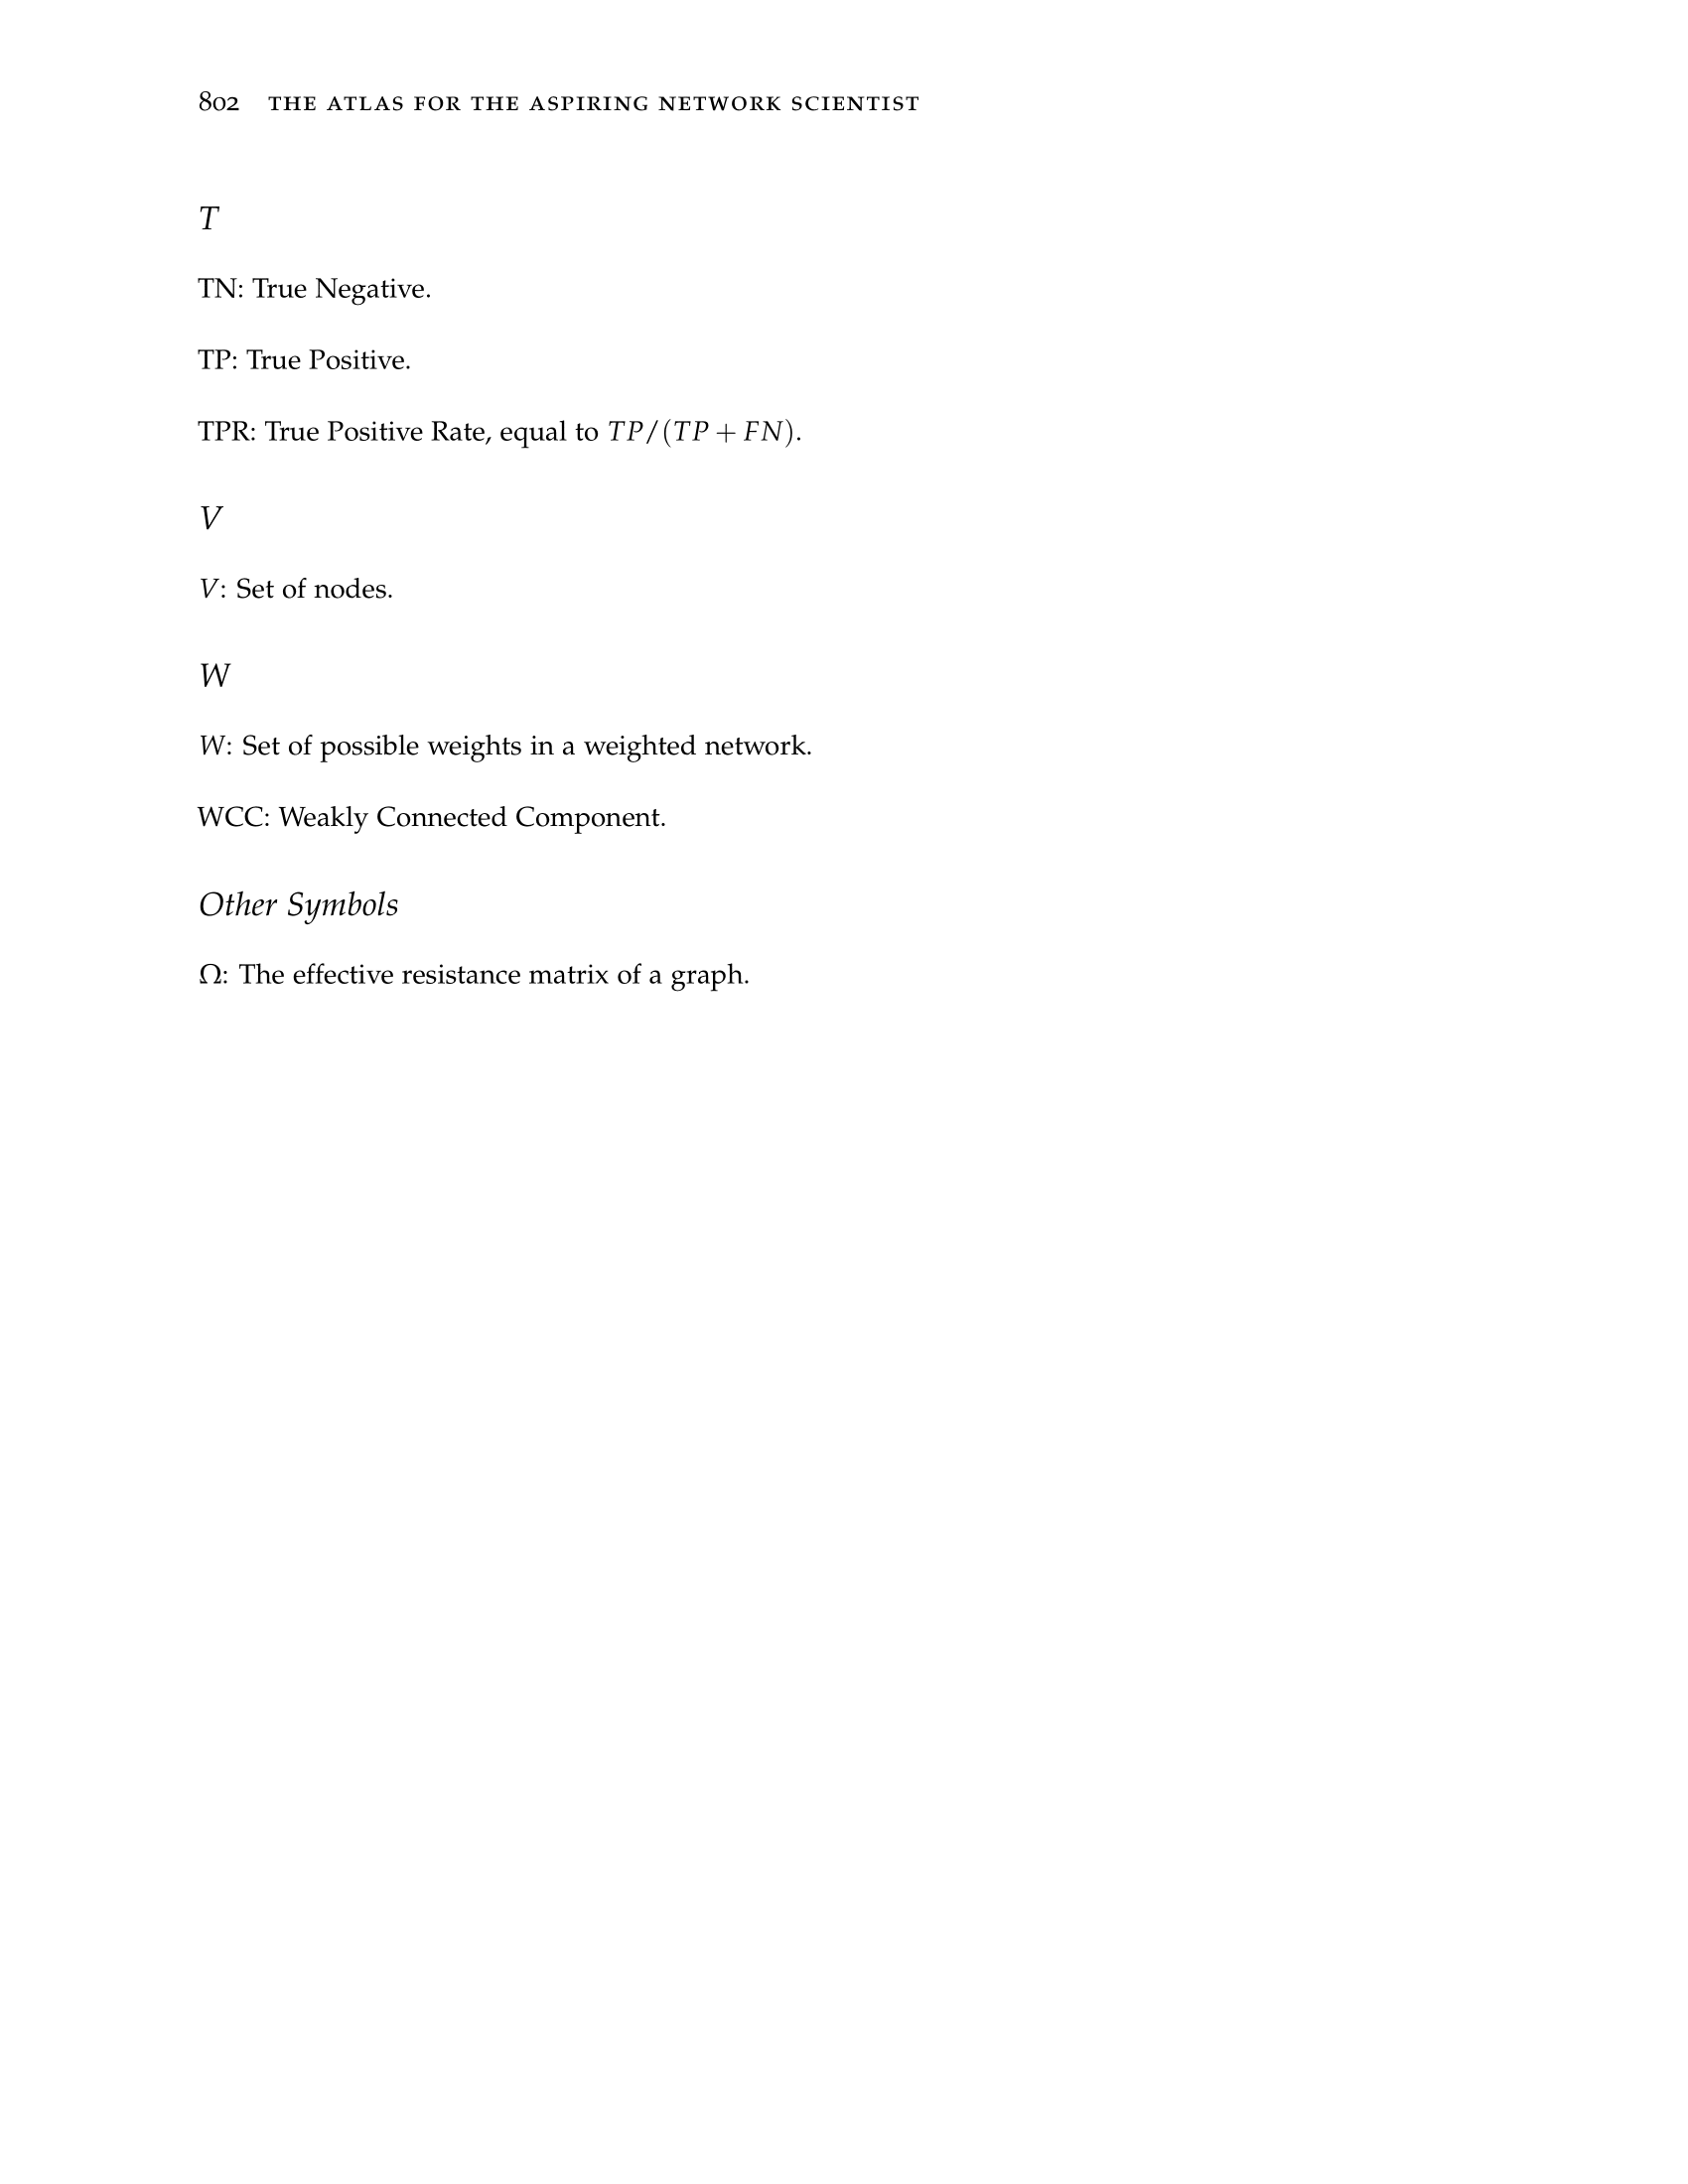 802 THE ATLAS FOR THE ASPIRING NETWORK SCIENTIST
T
TN: True Negative.
TP: True Positive.
TPR: True Positive Rate, equal to TP/(TP + FN).
V
V: Set of nodes.
W
W: Set of possible weights in a weighted network.
WCC: Weakly Connected Component.
Other Symbols
Ω: The effective resistance matrix of a graph.